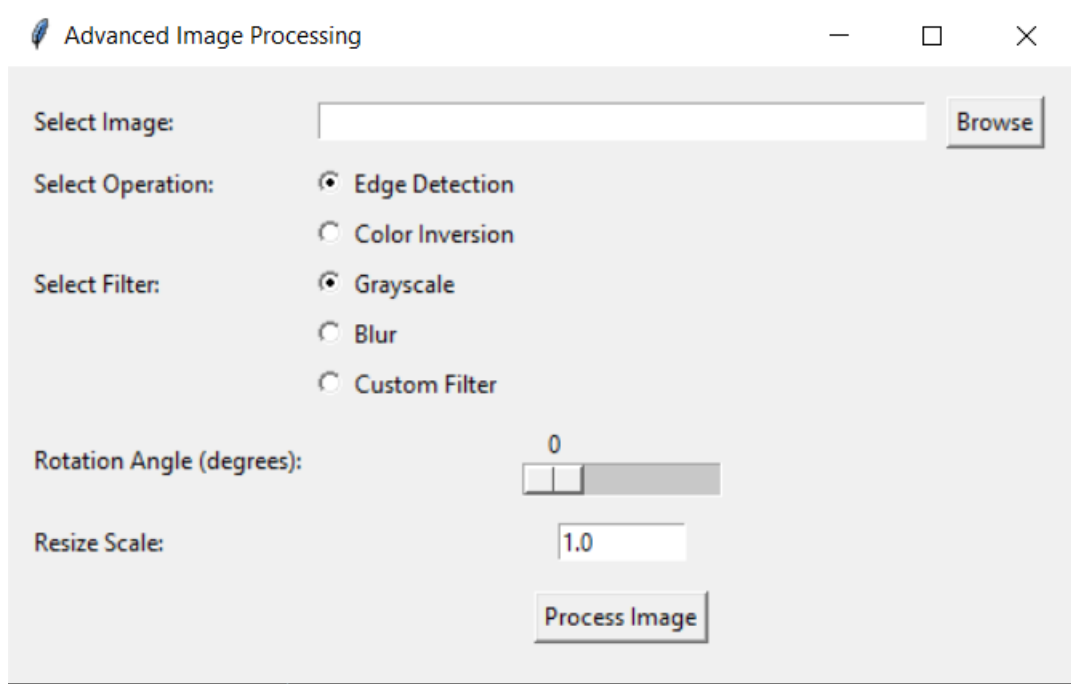 Advanced Image Processing
Select Image: Browse
Select Operation: Edge Detection
Color Inversion
Select Filter: Grayscale
Blur
Custom Filter
0
Rotation Angle (degrees):
Resize Scale: 1.0
Process Image